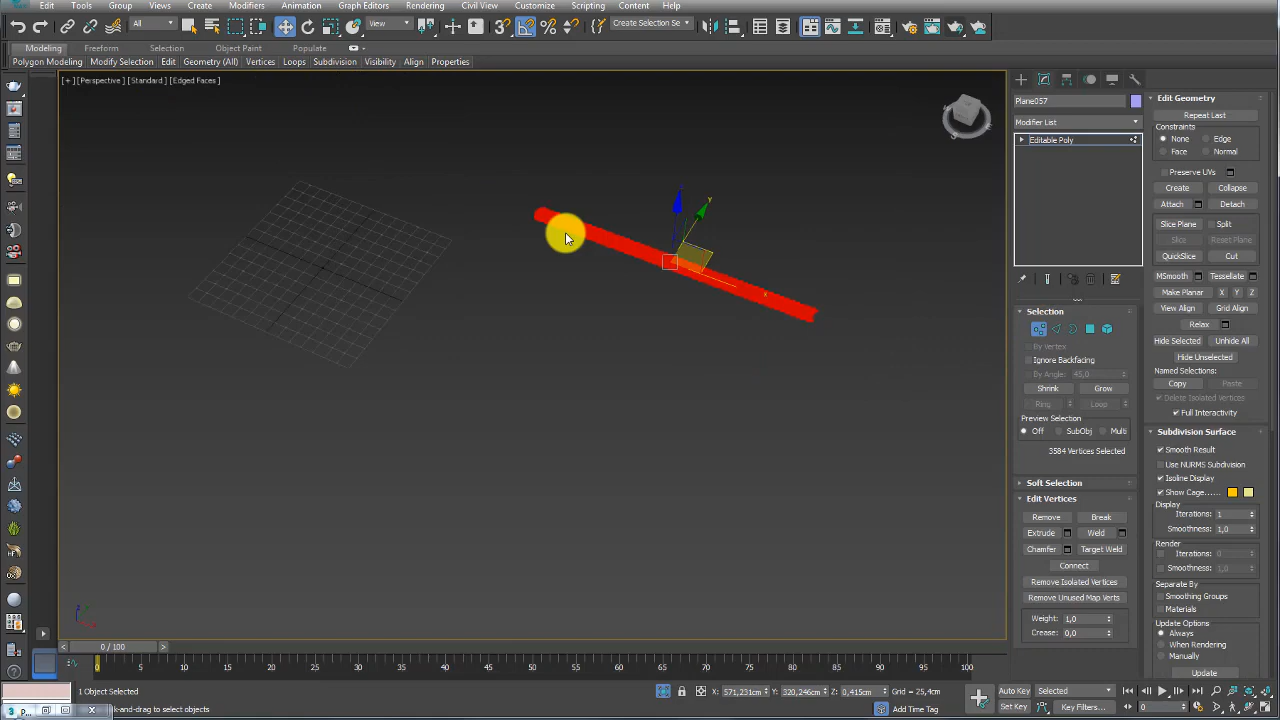 Edit Tools Group Views Create Modifiers Animation Graph Editors Rendering Civil View Customize Scripting Content Help
All View Create Selection Se
Modeling Freeform Selection Object Paint Populate
Polygon Modeling Modify Selection Edit Geometry (All) Vertices Loops Subdivision Visibility Align Properties
[+] [Perspective] [Standard] [Edged Faces]
y
x
z
Plane057
Modifier List
Editable Poly
Selection
By Vertex
Ignore Backfacing
By Angle: 45,0
Shrink Grow
Ring Loop
Preview Selection
Off SubObj Multi
3584 Vertices Selected
Soft Selection
Edit Vertices
Remove Break
Extrude Weld
Chamfer Target Weld
Connect
Remove Isolated Vertices
Remove Unused Map Verts
Weight: 1,0
Crease: 0,0
Edit Geometry
Repeat Last
Constraints
None Edge
Face Normal
Preserve UVs
Create Collapse
Attach Detach
Slice Plane Split
Slice Reset Plane
QuickSlice Cut
MSmooth Tessellate
Make Planar X Y Z
View Align Grid Align
Relax
Hide Selected Unhide All
Hide Unselected
Named Selections:
Copy Paste
Delete Isolated Vertices
Full Interactivity
Subdivision Surface
Smooth Result
Use NURMS Subdivision
Isoline Display
Show Cage......
Display
Iterations: 1
Smoothness: 1,0
Render
Iterations: 0
Smoothness: 1,0
Separate By
Smoothing Groups
Materials
Update Options
Always
When Rendering
Manually
Update
0 / 100
0 5 10 15 20 25 30 35 40 45 50 55 60 65 70 75 80 85 90 95 100
1 Object Selected
X: 571,231cm Y: 320,246cm Z: 0,415cm Grid = 25,4cm
Auto Key Selected
Set Key Key Filters...
0
-and-drag to select objects
Add Time Tag
3 p...